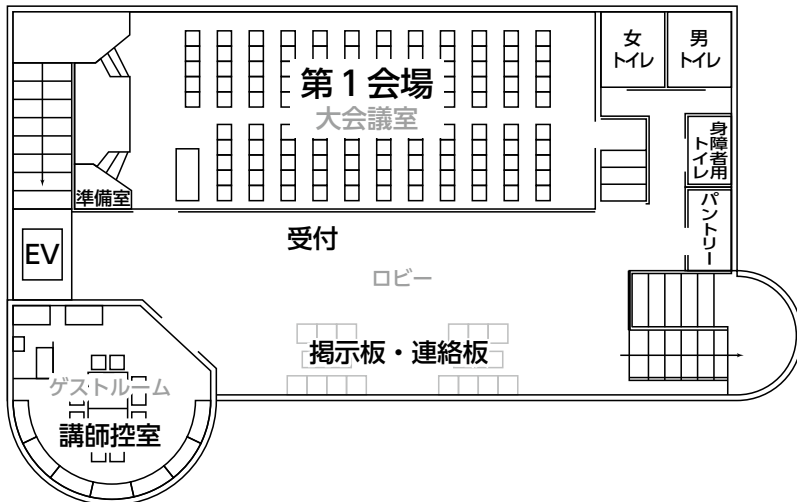 第1会場
大会議室
女
トイレ
男
トイレ
身障者用
トイレ
パントリー
準備室
EV
受付
ロビー
掲示板・連絡板
ゲストルーム
講師控室